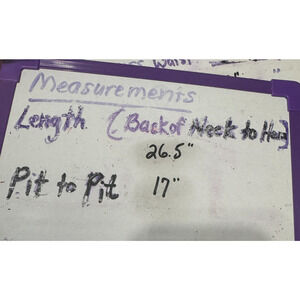 Measurements
Length (Back of Neck to Hem)
26.5"
Pit to Pit 17"